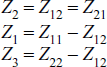 Z₂ = Z₁₂ = Z₂₁
Z₁ = Z₁₁ − Z₁₂
Z₃ = Z₂₂ − Z₁₂